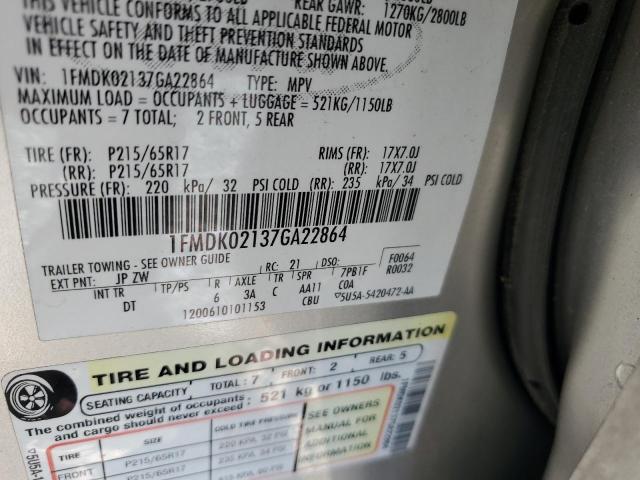 THIS VEHICLE CONFORMS TO ALL
REAR GAWR: 1270KG/2800LB
VEHICLE SAFETY AND THEFT PREVENTION STANDARDS
APPLICABLE FEDERAL MOTOR
IN EFFECT ON THE DATE OF MANUFACTURE SHOWN ABOVE.
VIN: 1FMDK02137GA22864 TYPE: MPV
MAXIMUM LOAD = OCCUPANTS + LUGGAGE = 521KG/1150LB
OCCUPANTS = 7 TOTAL; 2 FRONT, 5 REAR
TIRE (FR): P215/65R17 RIMS (FR): 17X7.0J
(RR): P215/65R17 (RR): 17X7.0J
PRESSURE (FR): 220 kPa/ 32 PSI COLD (RR): 235 kPa/ 34 PSI COLD
1FMDK02137GA22864
TRAILER TOWING - SEE OWNER GUIDE
EXT PNT: JP ZW RC: 21 DSO: F0064
INT TR TP/PS R AXLE TR SPR 7PB1F R0032
DT 6 3A C AA11 COA
1200610101153 CBU 5U5A-5420472-AA
TIRE AND LOADING INFORMATION
SEATING CAPACITY TOTAL: 7 FRONT: 2 REAR: 5
The combined weight of occupants
and cargo should never exceed: 521 kg or 1150 lbs.
TIRE SIZE COLD TIRE PRESSURE SEE OWNERS
FRONT P215/65R17 220 KPA, 32 PSI MANUAL FOR
P215/65R17 235 KPA, 34 PSI ADDITIONAL
INFORMATION